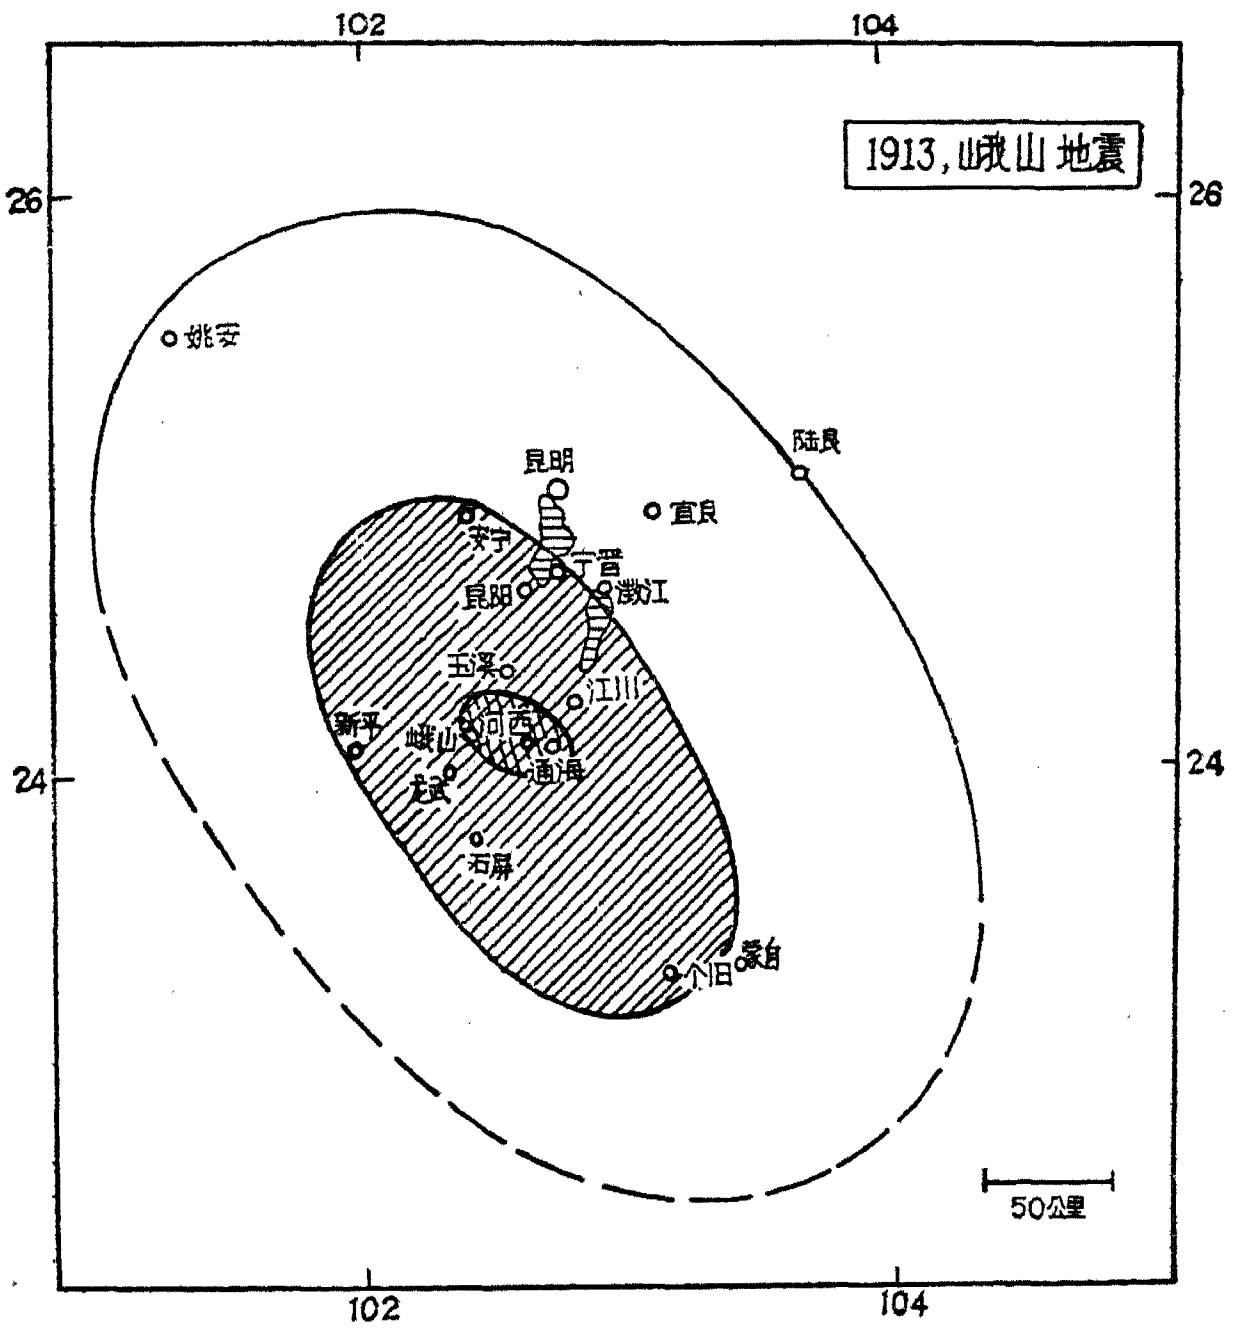 102
104
1913,峨山地震
26
26
姚安
陆良
昆明
宜良
安宁
宁晋
昆阳
澂江
玉溪
江川
新平
峨山
河西
通海
龙武
24
24
石屏
蒙自
个旧
50公里
102
104